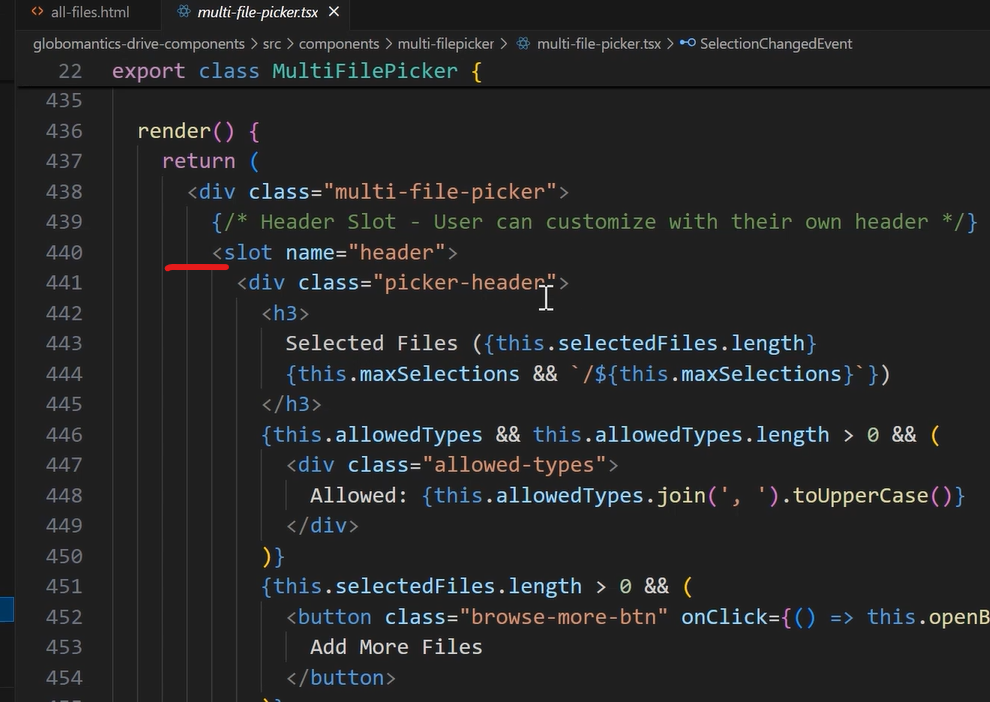 all-files.html multi-file-picker.tsx
globomantics-drive-components > src > components > multi-filepicker > multi-file-picker.tsx > SelectionChangedEvent
22 export class MultiFilePicker {
435
436 render() {
437 return (
438 <div class="multi-file-picker">
439 {/* Header Slot - User can customize with their own header */}
440 <slot name="header">
441 <div class="picker-header">
442 <h3>
443 Selected Files ({this.selectedFiles.length}
444 {this.maxSelections && `/${this.maxSelections}`})
445 </h3>
446 {this.allowedTypes && this.allowedTypes.length > 0 && (
447 <div class="allowed-types">
448 Allowed: {this.allowedTypes.join(', ').toUpperCase()}
449 </div>
450 )}
451 {this.selectedFiles.length > 0 && (
452 <button class="browse-more-btn" onClick={() => this.openB
453 Add More Files
454 </button>